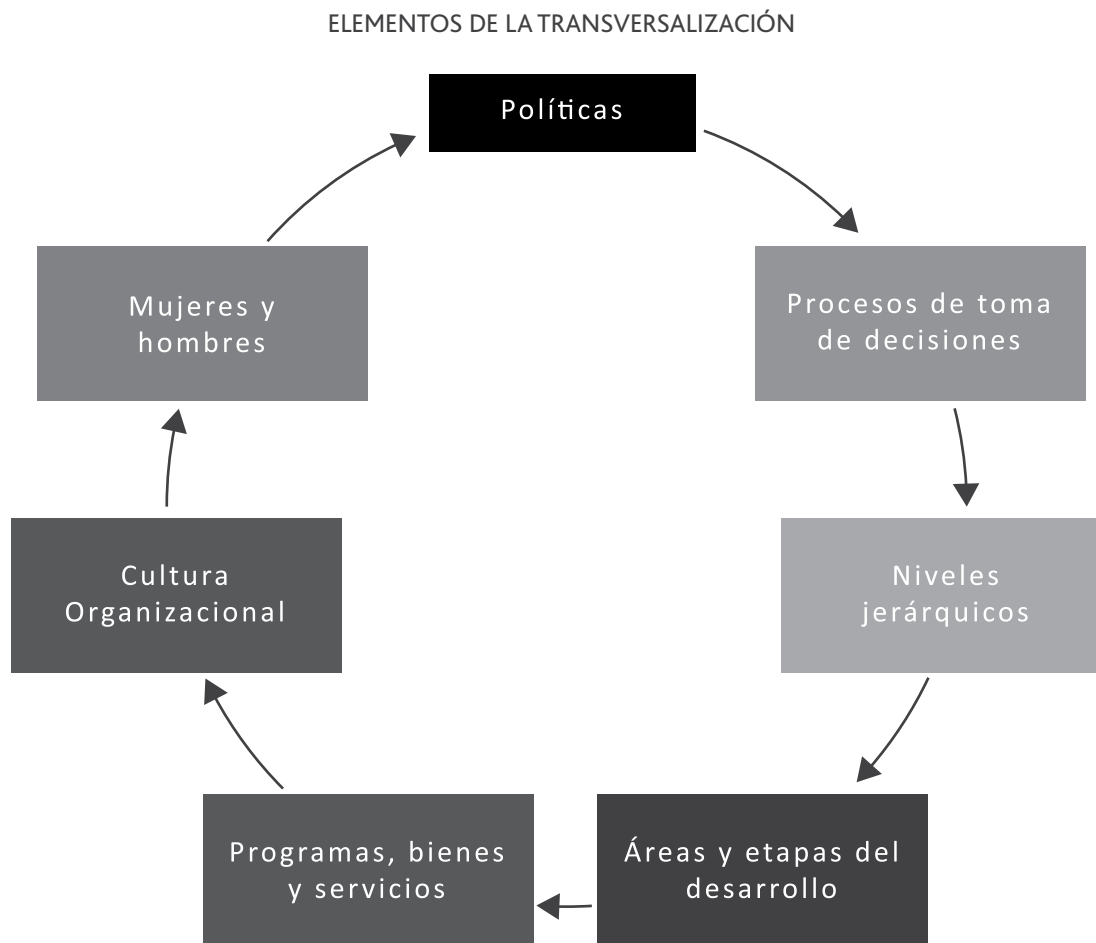 ELEMENTOS DE LA TRANSVERSALIZACIÓN
Políticas
Procesos de toma
de decisiones
Niveles
jerárquicos
Áreas y etapas del
desarrollo
Programas, bienes
y servicios
Cultura
Organizacional
Mujeres y
hombres